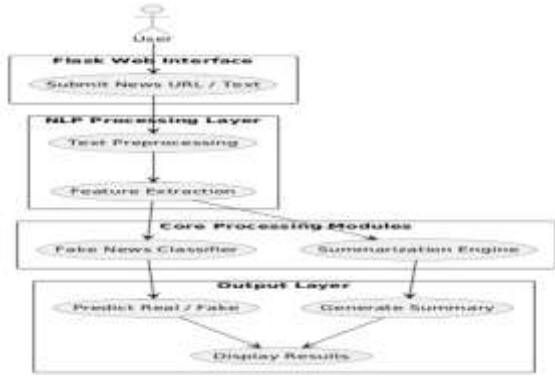 User
Flask Web Interface
Submit News URL / Text
NLP Processing Layer
Text Preprocessing
Feature Extraction
Core Processing Modules
Fake News Classifier
Summarization Engine
Output Layer
Predict Real / Fake
Generate Summary
Display Results